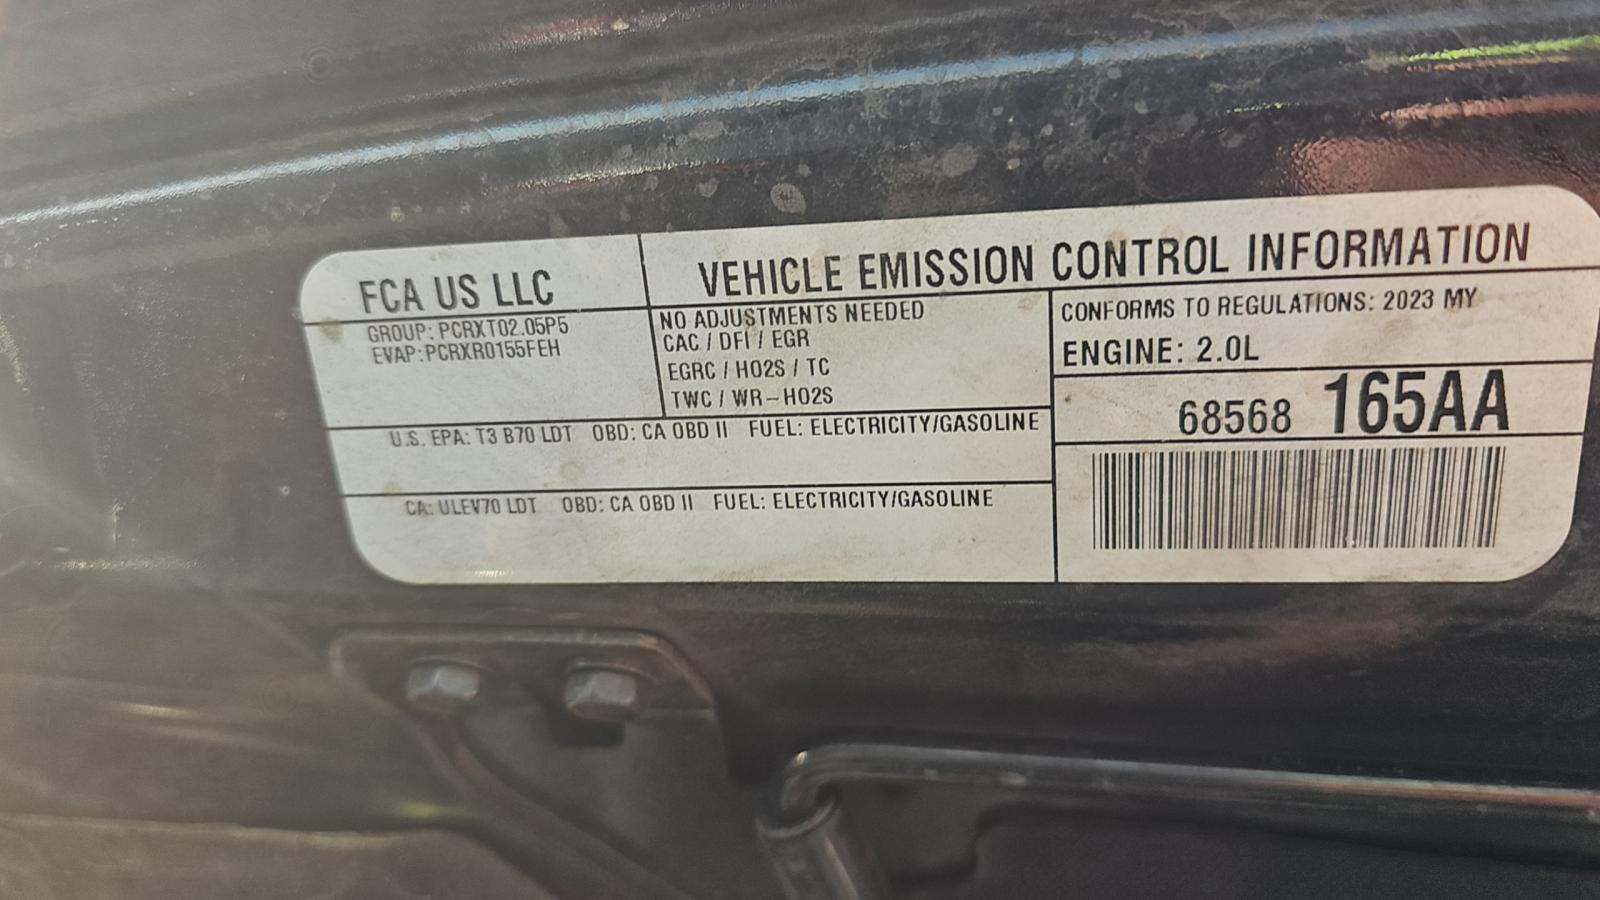 FCA US LLC
VEHICLE EMISSION CONTROL INFORMATION
GROUP: PCRXT02.05P5
EVAP:PCRXR0155FEH
NO ADJUSTMENTS NEEDED
CAC / DFI / EGR
EGRC / HO2S / TC
TWC / WR-HO2S
CONFORMS TO REGULATIONS: 2023 MY
ENGINE: 2.0L
68568 165AA
U.S. EPA: T3 B70 LDT OBD: CA OBD II FUEL: ELECTRICITY/GASOLINE
CA: ULEV70 LDT OBD: CA OBD II FUEL: ELECTRICITY/GASOLINE